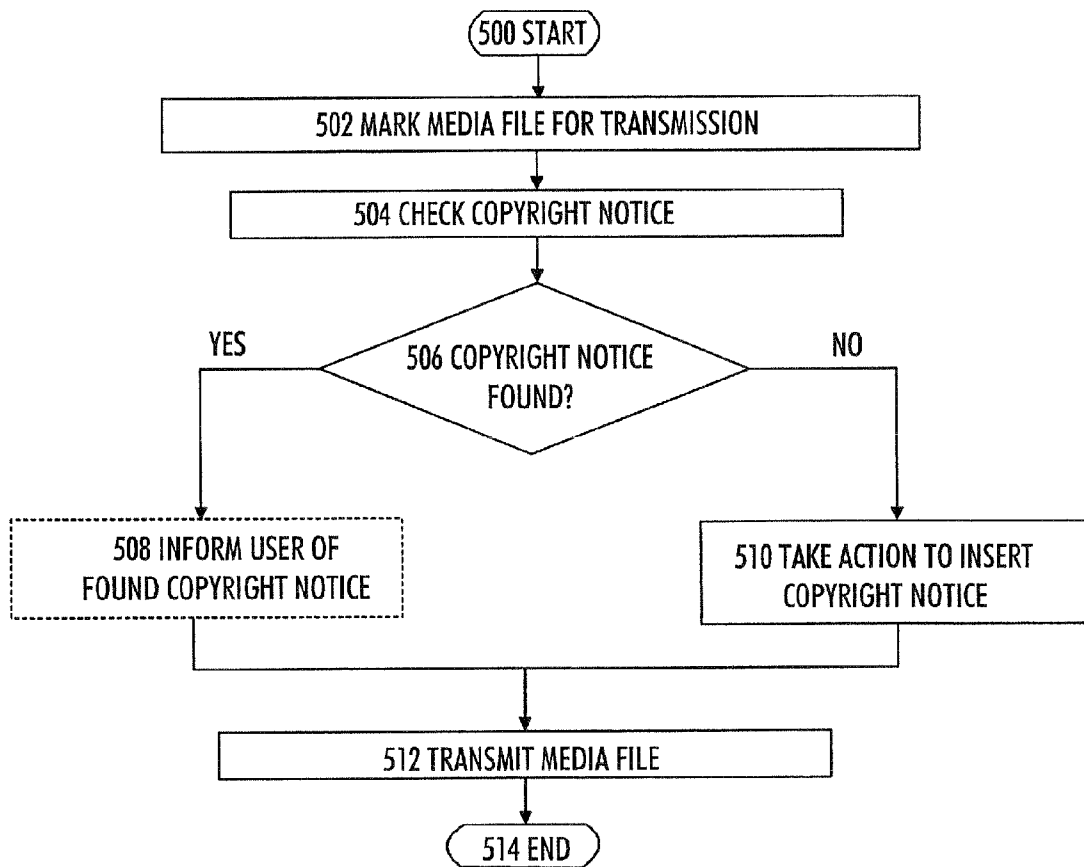 500 START
502 MARK MEDIA FILE FOR TRANSMISSION
504 CHECK COPYRIGHT NOTICE
YES
506 COPYRIGHT NOTICE
FOUND?
NO
508 INFORM USER OF
FOUND COPYRIGHT NOTICE
510 TAKE ACTION TO INSERT
COPYRIGHT NOTICE
512 TRANSMIT MEDIA FILE
514 END